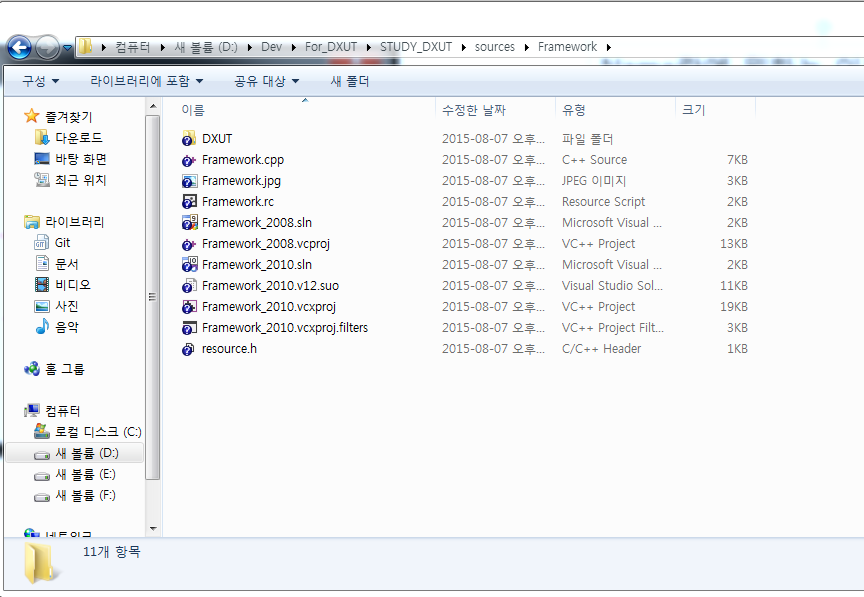 컴퓨터 새 볼륨 (D:) Dev For_DXUT STUDY_DXUT sources Framework
구성 라이브러리에 포함 공유 대상 새 폴더
이름 수정한 날짜 유형 크기
즐겨찾기
다운로드
바탕 화면
최근 위치
라이브러리
Git
문서
비디오
사진
음악
홈 그룹
컴퓨터
로컬 디스크 (C:)
새 볼륨 (D:)
새 볼륨 (E:)
새 볼륨 (F:)
네트워크
DXUT 2015-08-07 오후... 파일 폴더
Framework.cpp 2015-08-07 오후... C++ Source 7KB
Framework.jpg 2015-08-07 오후... JPEG 이미지 3KB
Framework.rc 2015-08-07 오후... Resource Script 2KB
Framework_2008.sln 2015-08-07 오후... Microsoft Visual ... 2KB
Framework_2008.vcproj 2015-08-07 오후... VC++ Project 13KB
Framework_2010.sln 2015-08-07 오후... Microsoft Visual ... 2KB
Framework_2010.v12.suo 2015-08-07 오후... Visual Studio Sol... 11KB
Framework_2010.vcxproj 2015-08-07 오후... VC++ Project 19KB
Framework_2010.vcxproj.filters 2015-08-07 오후... VC++ Project Filt... 3KB
resource.h 2015-08-07 오후... C/C++ Header 1KB
11개 항목